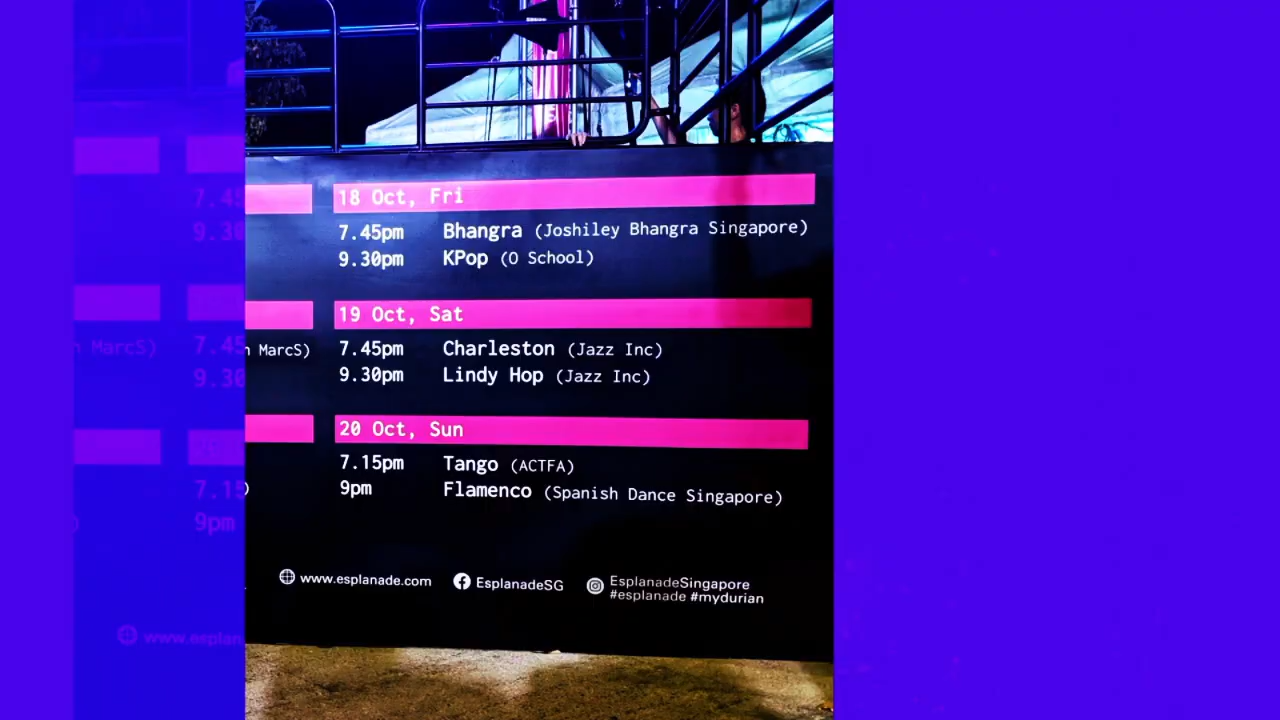 18 Oct, Fri
7.45pm Bhangra (Joshiley Bhangra Singapore)
9.30pm KPop (O School)
19 Oct, Sat
MarcS) 7.45pm Charleston (Jazz Inc)
9.30pm Lindy Hop (Jazz Inc)
20 Oct, Sun
7.15pm Tango (ACTFA)
9pm Flamenco (Spanish Dance Singapore)
www.esplanade.com EsplanadeSG EsplanadeSingapore
#esplanade #mydurian